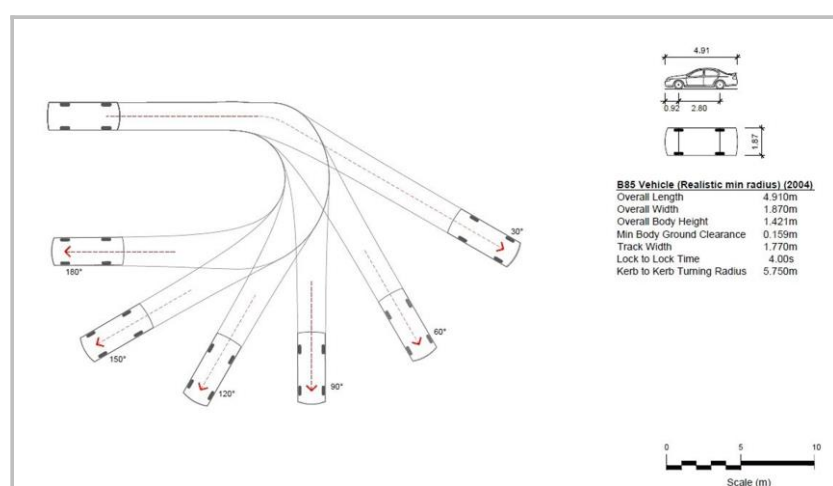 4.91
0.92 2.80
1.87
B85 Vehicle (Realistic min radius) (2004)
Overall Length 4.910m
Overall Width 1.870m
Overall Body Height 1.421m
Min Body Ground Clearance 0.159m
Track Width 1.770m
Lock to Lock Time 4.00s
Kerb to Kerb Turning Radius 5.750m
30°
60°
90°
120°
150°
180°
0 5 10
Scale (m)